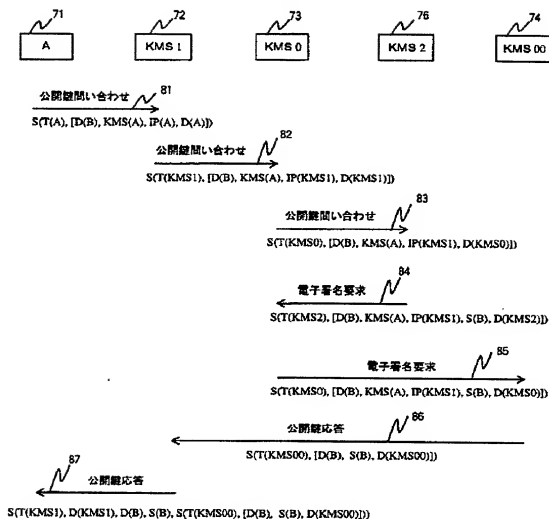 71
72
73
76
74
A
KMS 1
KMS 0
KMS 2
KMS 00
81
公開鍵問い合わせ
S(T(A), [D(B), KMS(A), IP(A), D(A)])
82
公開鍵問い合わせ
S(T(KMS1), [D(B), KMS(A), IP(KMS1), D(KMS1)])
83
公開鍵問い合わせ
S(T(KMS0), [D(B), KMS(A), IP(KMS1), D(KMS0)])
84
電子署名要求
S(T(KMS2), [D(B), KMS(A), IP(KMS1), S(B), D(KMS2)])
85
電子署名要求
S(T(KMS0), [D(B), KMS(A), IP(KMS1), S(B), D(KMS0)])
86
公開鍵応答
S(T(KMS00), [D(B), S(B), D(KMS00)])
87
公開鍵応答
S(T(KMS1), D(KMS1), D(B), S(B), S(T(KMS00), [D(B), S(B), D(KMS00)]))